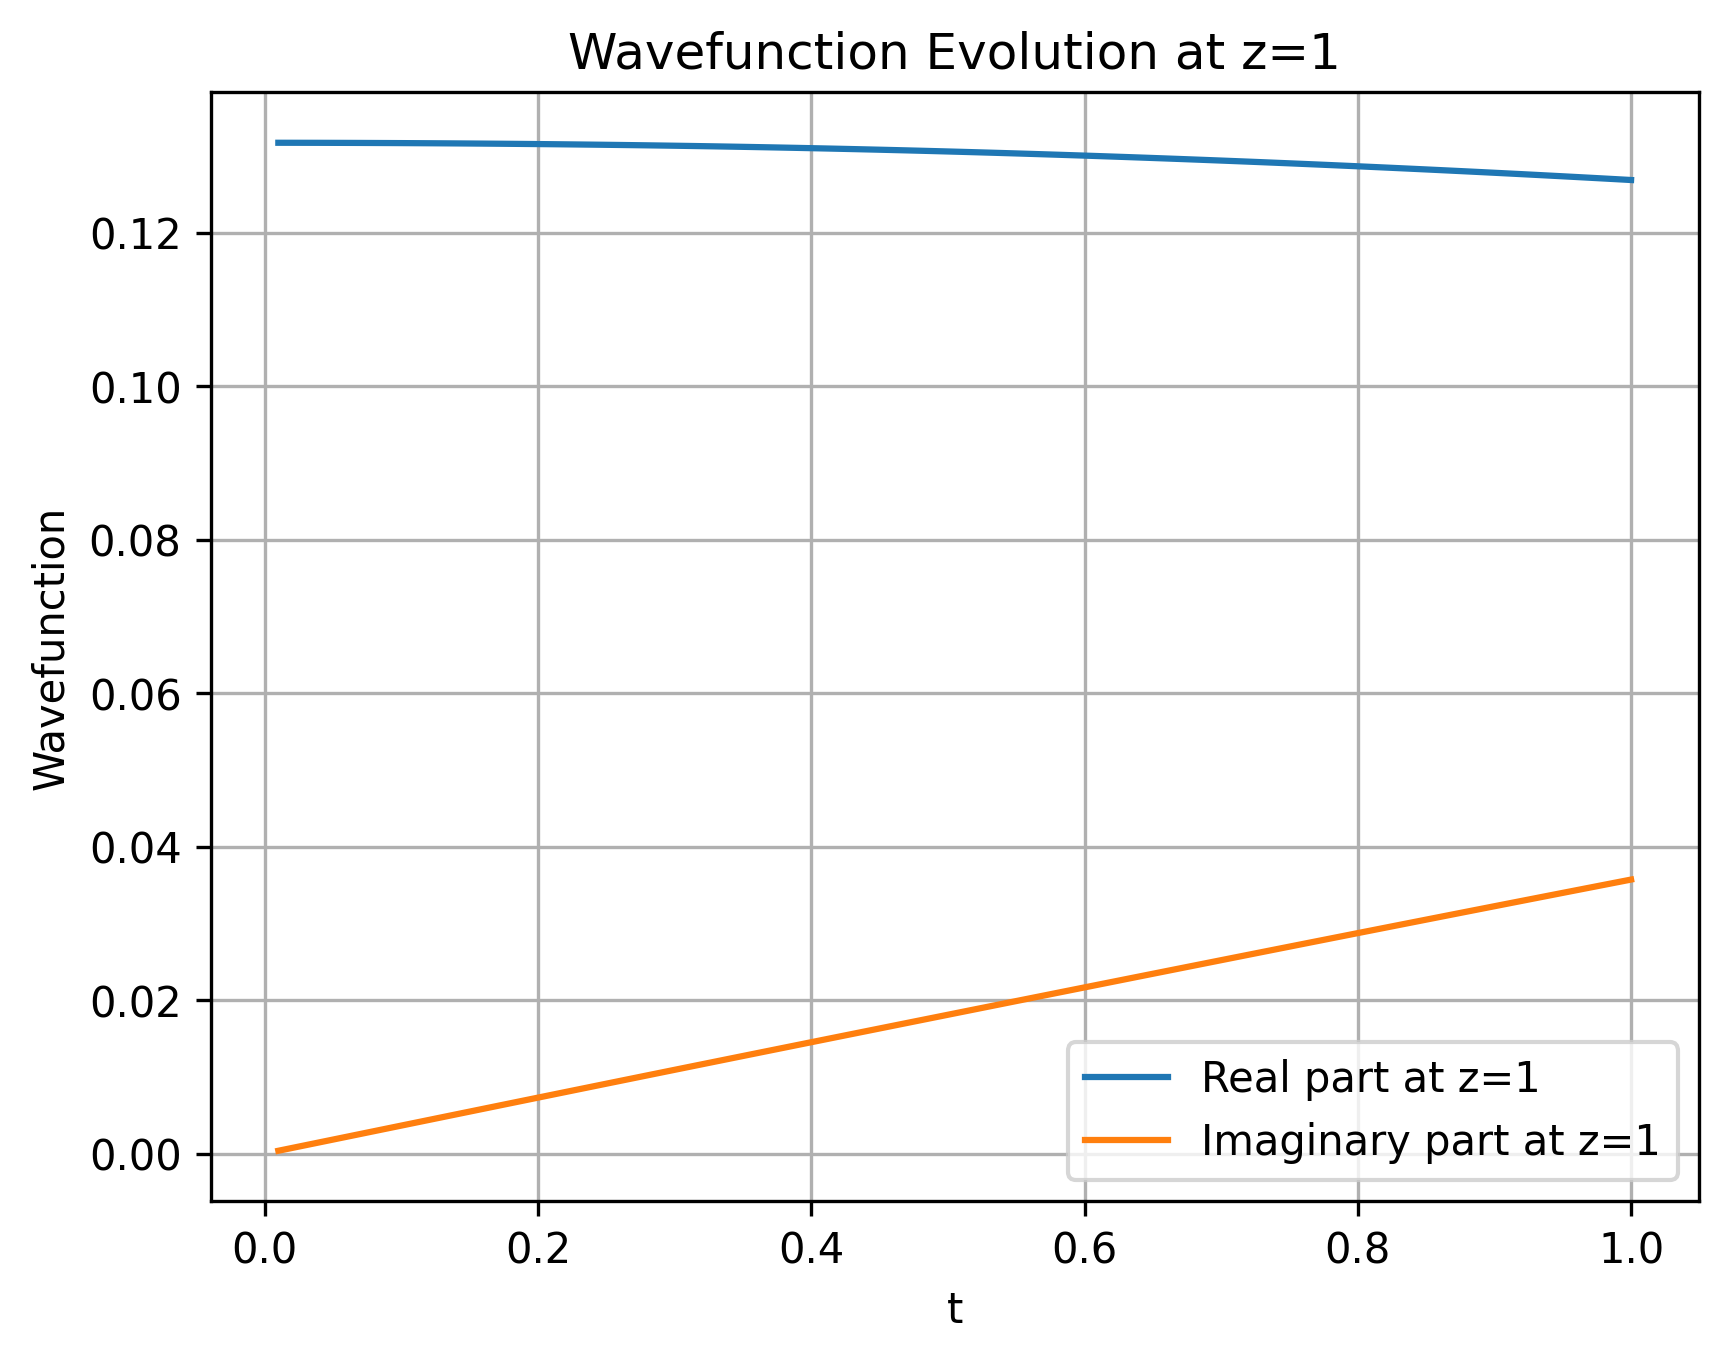 Wavefunction Evolution at z=1
Wavefunction
0.12
0.10
0.08
0.06
0.04
0.02
0.00
Real part at z=1
Imaginary part at z=1
0.0 0.2 0.4 0.6 0.8 1.0
t